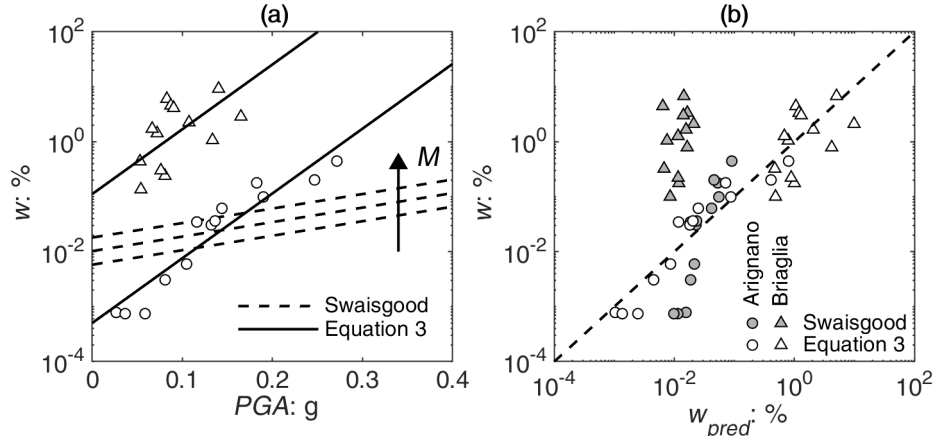 (a)
10^2
10^0
10^-2
10^-4
w: %
M
Swaisgood
Equation 3
0 0.1 0.2 0.3 0.4
PGA: g
(b)
10^2
10^0
10^-2
10^-4
w: %
Arignano
Briaglia
Swaisgood
Equation 3
10^-4 10^-2 10^0 10^2
w_pred: %